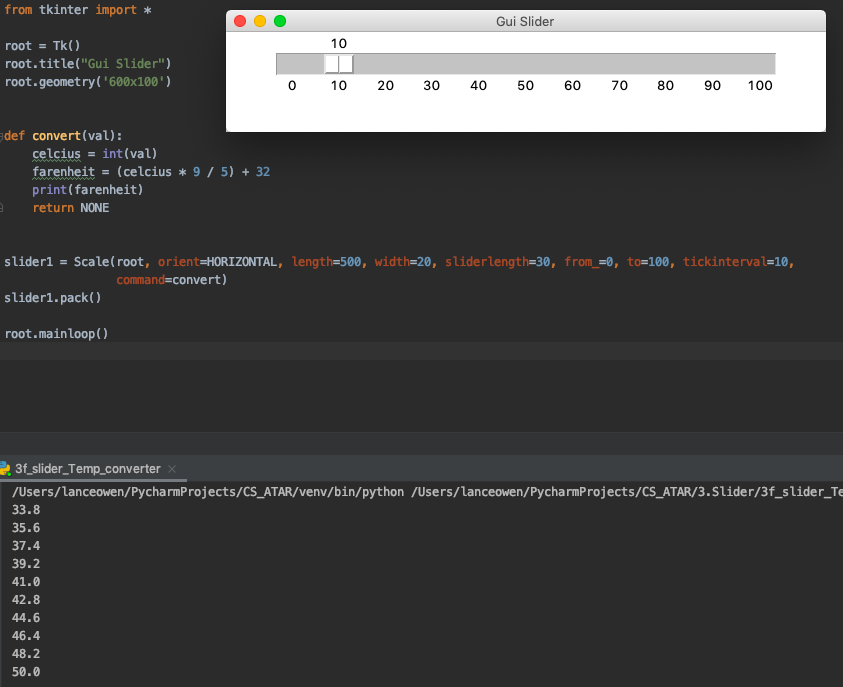 from tkinter import *
root = Tk()
root.title("Gui Slider")
root.geometry('600x100')
def convert(val):
    celcius = int(val)
    farenheit = (celcius * 9 / 5) + 32
    print(farenheit)
    return NONE
slider1 = Scale(root, orient=HORIZONTAL, length=500, width=20, sliderlength=30, from_=0, to=100, tickinterval=10,
                command=convert)
slider1.pack()
root.mainloop()
Gui Slider
10
0 10 20 30 40 50 60 70 80 90 100
3f_slider_Temp_converter ×
/Users/lanceowen/PycharmProjects/CS_ATAR/venv/bin/python /Users/lanceowen/PycharmProjects/CS_ATAR/3.Slider/3f_slider_Te
33.8
35.6
37.4
39.2
41.0
42.8
44.6
46.4
48.2
50.0